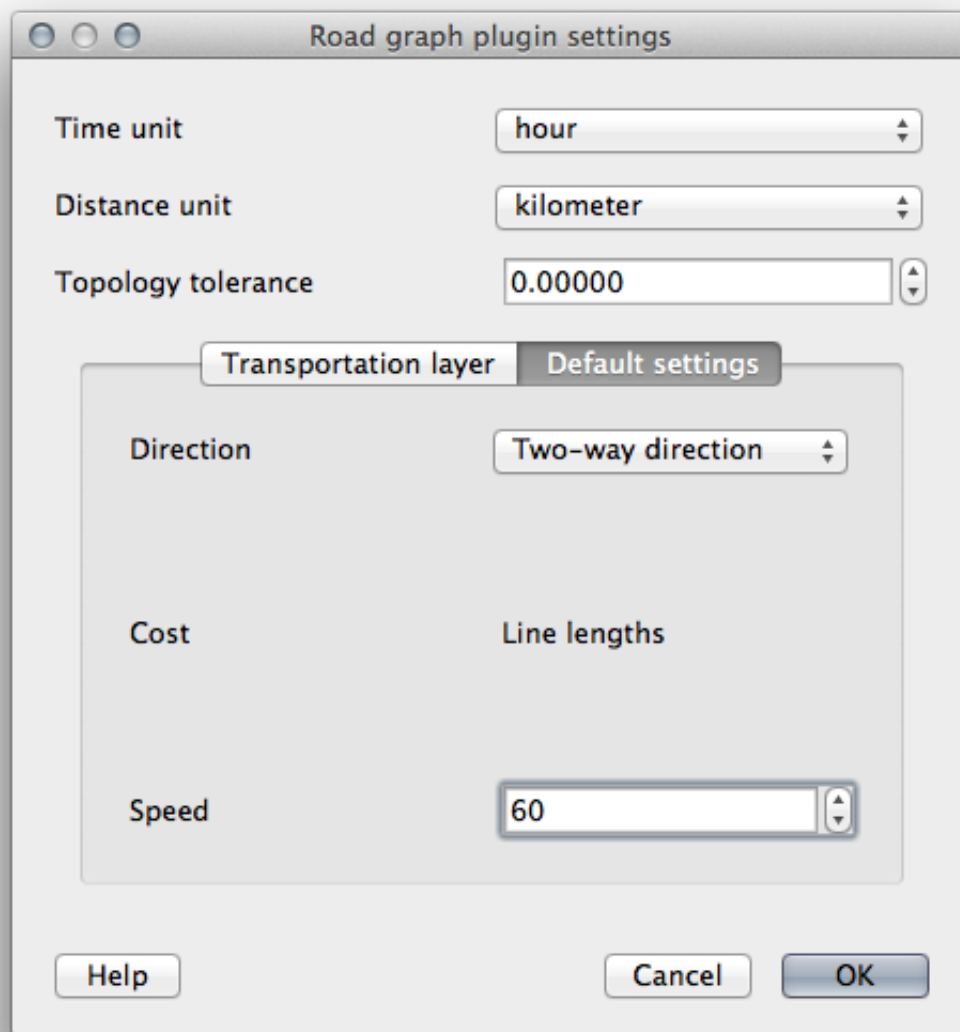 Road graph plugin settings
Time unit hour
Distance unit kilometer
Topology tolerance 0.00000
Transportation layer Default settings
Direction Two-way direction
Cost Line lengths
Speed 60
Help Cancel OK